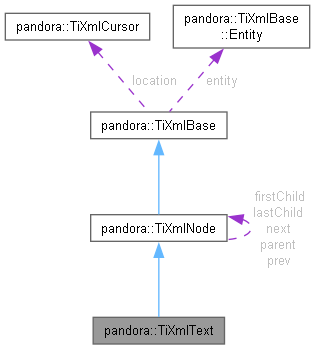 pandora::TiXmlCursor
pandora::TiXmlBase
::Entity
location
entity
pandora::TiXmlBase
firstChild
lastChild
next
parent
prev
pandora::TiXmlNode
pandora::TiXmlText